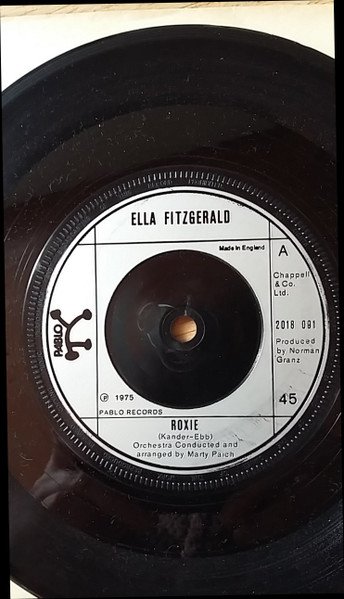 ELLA FITZGERALD
Made in England
A
Chappell
& Co.
Ltd.
2018 091
Produced
by Norman
Granz
PABLO
℗ 1975
PABLO RECORDS
45
ROXIE
(Kander-Ebb)
Orchestra Conducted and
arranged by Marty Paich